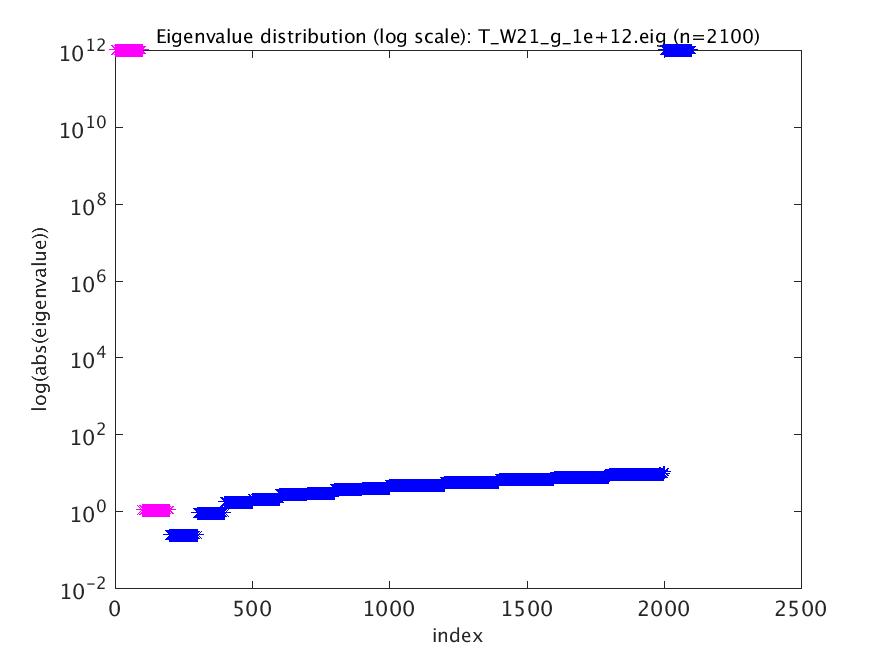 Eigenvalue distribution (log scale): T_W21_g_1e+12.eig (n=2100)
10^12
10^10
10^8
10^6
10^4
10^2
10^0
10^-2
log(abs(eigenvalue))
0 500 1000 1500 2000 2500
index